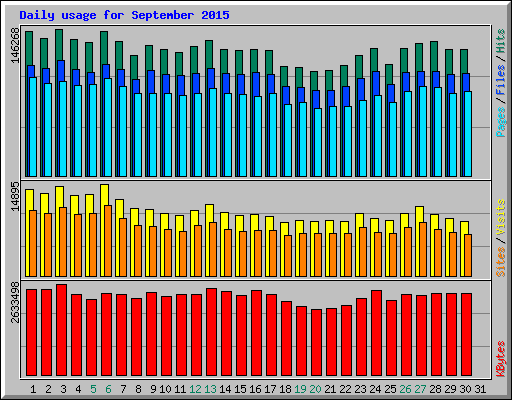 Daily usage for September 2015
146268
Pages / Files / Hits
14895
Sites / Visits
2633498
KBytes
1 2 3 4 5 6 7 8 9 10 11 12 13 14 15 16 17 18 19 20 21 22 23 24 25 26 27 28 29 30 31